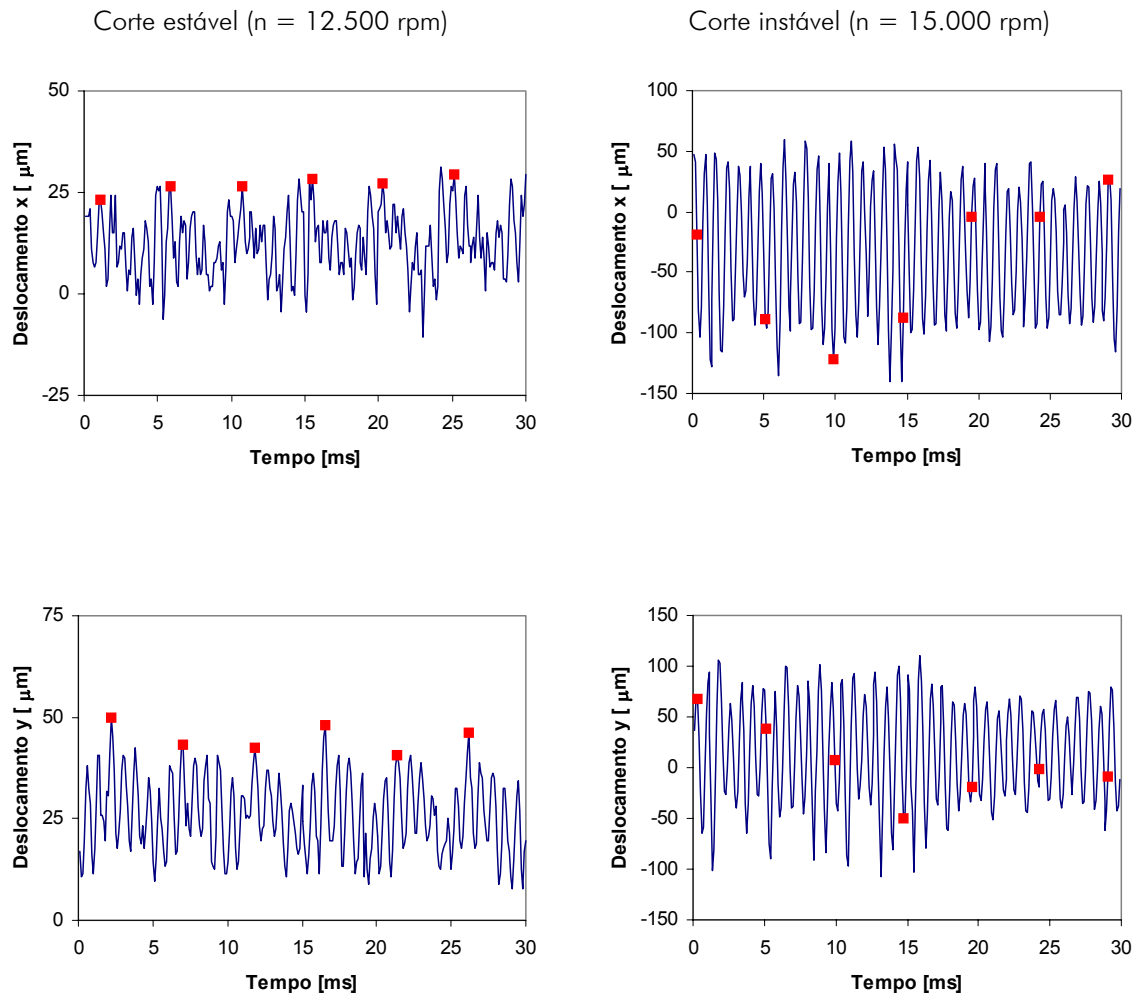 Corte estável (n = 12.500 rpm)
Corte instável (n = 15.000 rpm)
Deslocamento x [ μm]
50
25
0
-25
0 5 10 15 20 25 30
Tempo [ms]
Deslocamento x [ μm]
100
50
0
-50
-100
-150
0 5 10 15 20 25 30
Tempo [ms]
Deslocamento y [ μm]
75
50
25
0
0 5 10 15 20 25 30
Tempo [ms]
Deslocamento y [ μm]
150
100
50
0
-50
-100
-150
0 5 10 15 20 25 30
Tempo [ms]